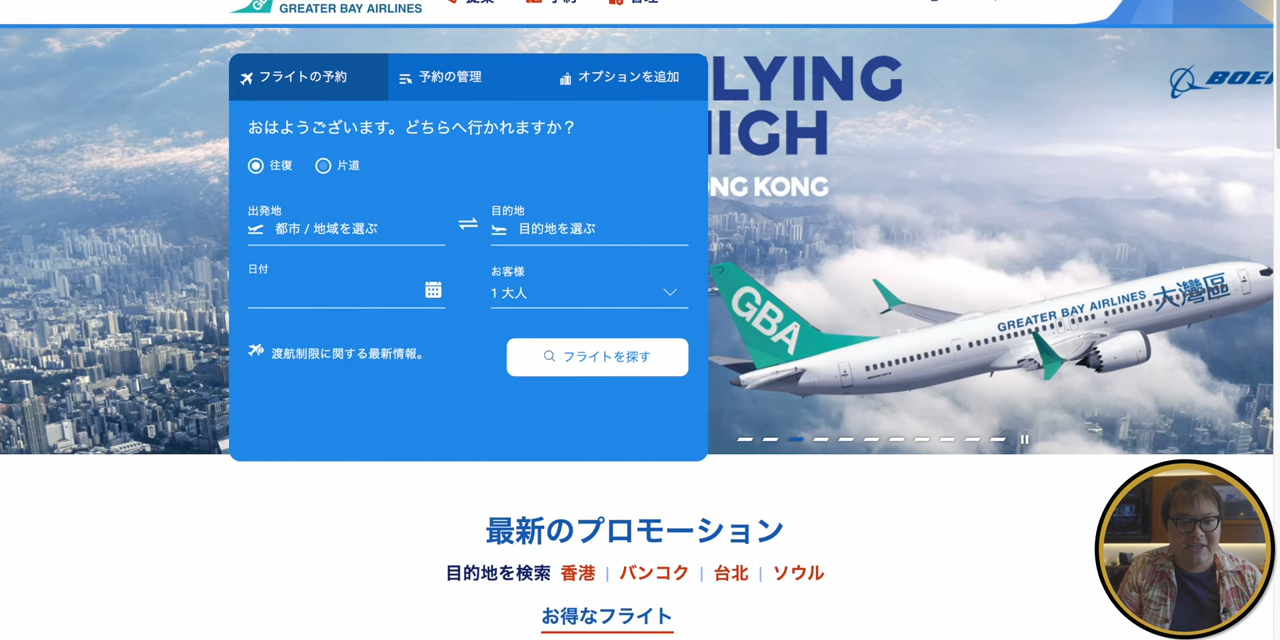 GREATER BAY AIRLINES
予約
管理
フライトの予約
予約の管理
オプションを追加
おはようございます。どちらへ行かれますか？
往復
片道
出発地
都市 / 地域を選ぶ
目的地
目的地を選ぶ
日付
お客様
1 大人
渡航制限に関する最新情報。
フライトを探す
LYING
IGH
NG KONG
BOEI
GBA
GREATER BAY AIRLINES 大灣區
最新のプロモーション
目的地を検索 香港 | バンコク | 台北 | ソウル
お得なフライト